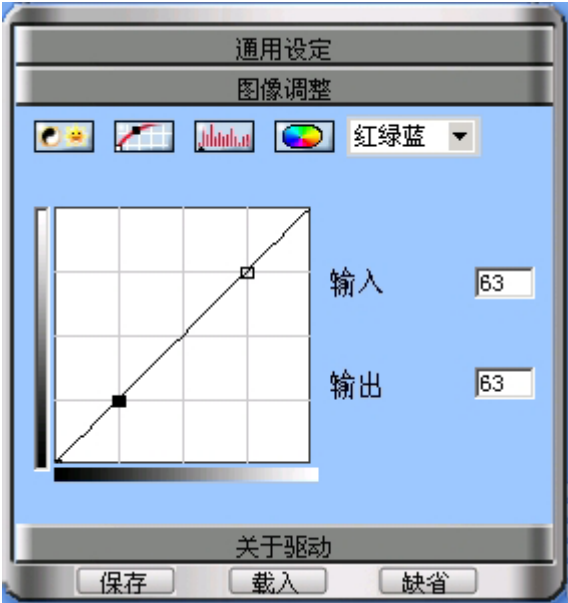 通用设定
图像调整
红绿蓝
输入 63
输出 63
关于驱动
保存 载入 缺省